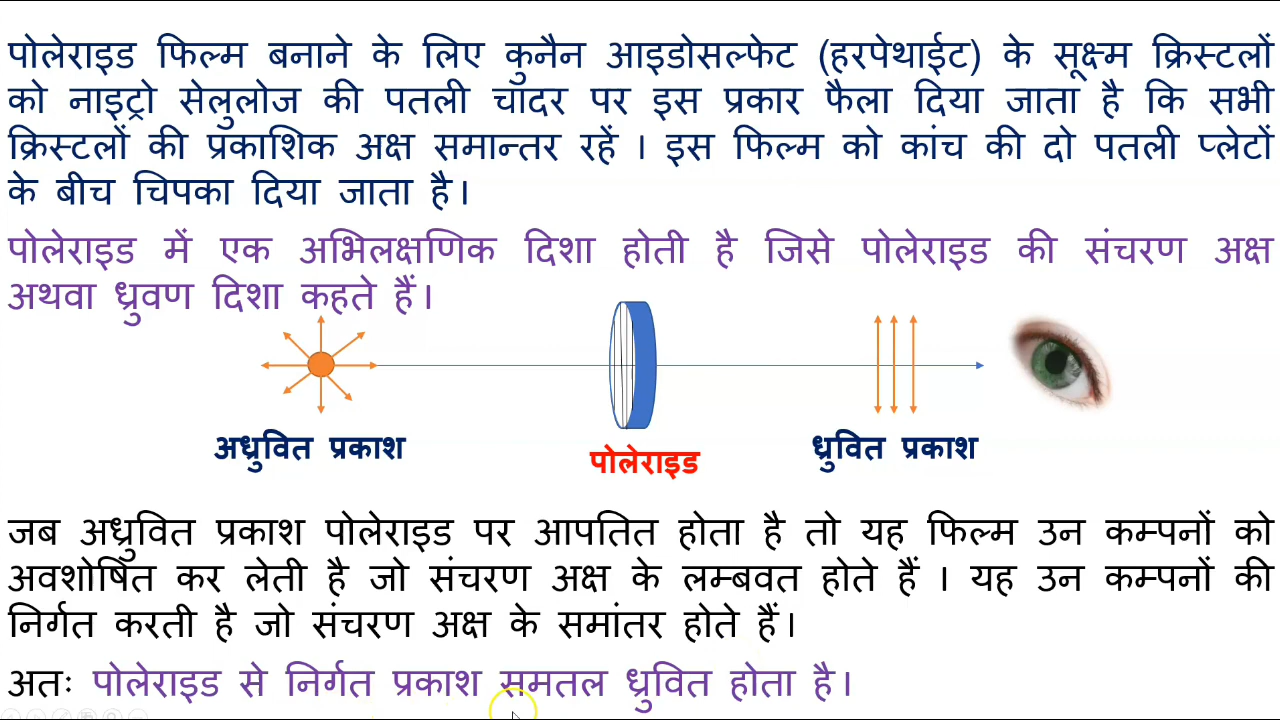 पोलेराइड फिल्म बनाने के लिए कुनैन आइडोसल्फेट (हरपेथाईट) के सूक्ष्म क्रिस्टलों
को नाइट्रो सेलुलोज की पतली चादर पर इस प्रकार फैला दिया जाता है कि सभी
क्रिस्टलों की प्रकाशिक अक्ष समान्तर रहें । इस फिल्म को कांच की दो पतली प्लेटों
के बीच चिपका दिया जाता है।
पोलेराइड में एक अभिलक्षणिक दिशा होती है जिसे पोलेराइड की संचरण अक्ष
अथवा ध्रुवण दिशा कहते हैं।
अध्रुवित प्रकाश
पोलेराइड
ध्रुवित प्रकाश
जब अध्रुवित प्रकाश पोलेराइड पर आपतित होता है तो यह फिल्म उन कम्पनों को
अवशोषित कर लेती है जो संचरण अक्ष के लम्बवत होते हैं । यह उन कम्पनों की
निर्गत करती है जो संचरण अक्ष के समांतर होते हैं।
अतः पोलेराइड से निर्गत प्रकाश समतल ध्रुवित होता है।